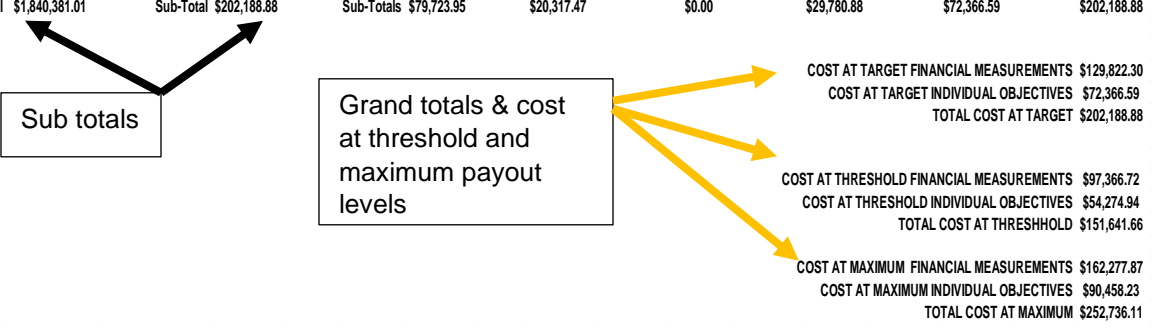 l $1,840,381.01 Sub-Total $202,188.88 Sub-Totals $79,723.95 $20,317.47 $0.00 $29,780.88 $72,366.59 $202,188.88
Sub totals
Grand totals & cost
at threshold and
maximum payout
levels
COST AT TARGET FINANCIAL MEASUREMENTS $129,822.30
COST AT TARGET INDIVIDUAL OBJECTIVES $72,366.59
TOTAL COST AT TARGET $202,188.88
COST AT THRESHOLD FINANCIAL MEASUREMENTS $97,366.72
COST AT THRESHOLD INDIVIDUAL OBJECTIVES $54,274.94
TOTAL COST AT THRESHHOLD $151,641.66
COST AT MAXIMUM FINANCIAL MEASUREMENTS $162,277.87
COST AT MAXIMUM INDIVIDUAL OBJECTIVES $90,458.23
TOTAL COST AT MAXIMUM $252,736.11